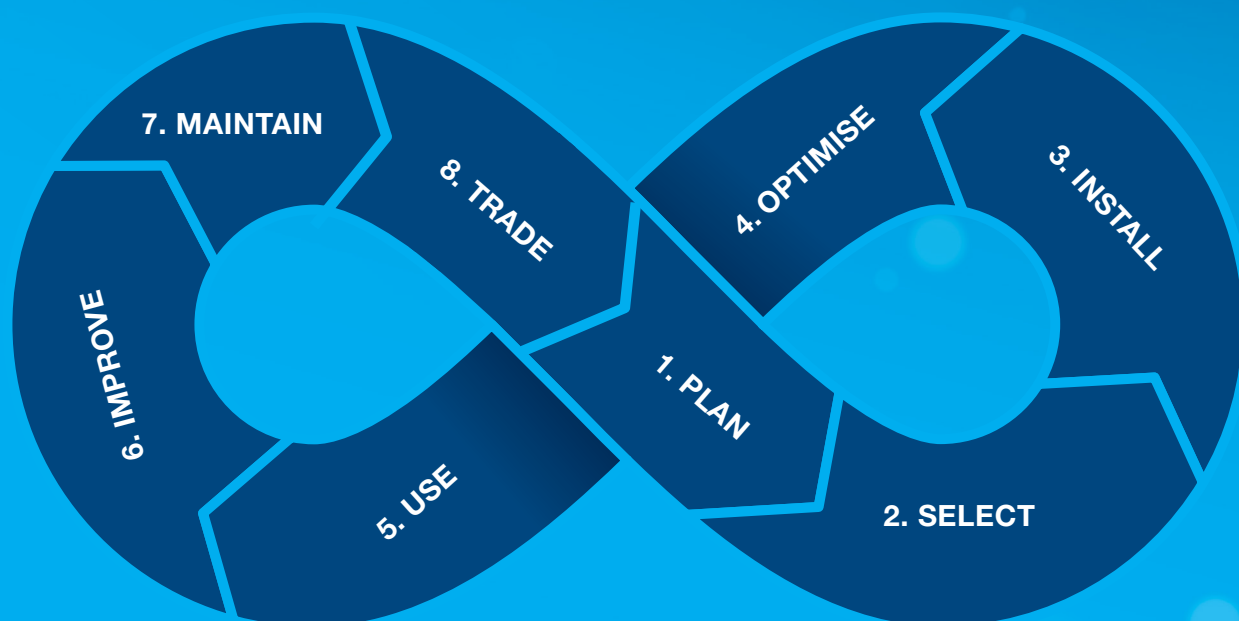 1. PLAN
2. SELECT
3. INSTALL
4. OPTIMISE
5. USE
6. IMPROVE
7. MAINTAIN
8. TRADE